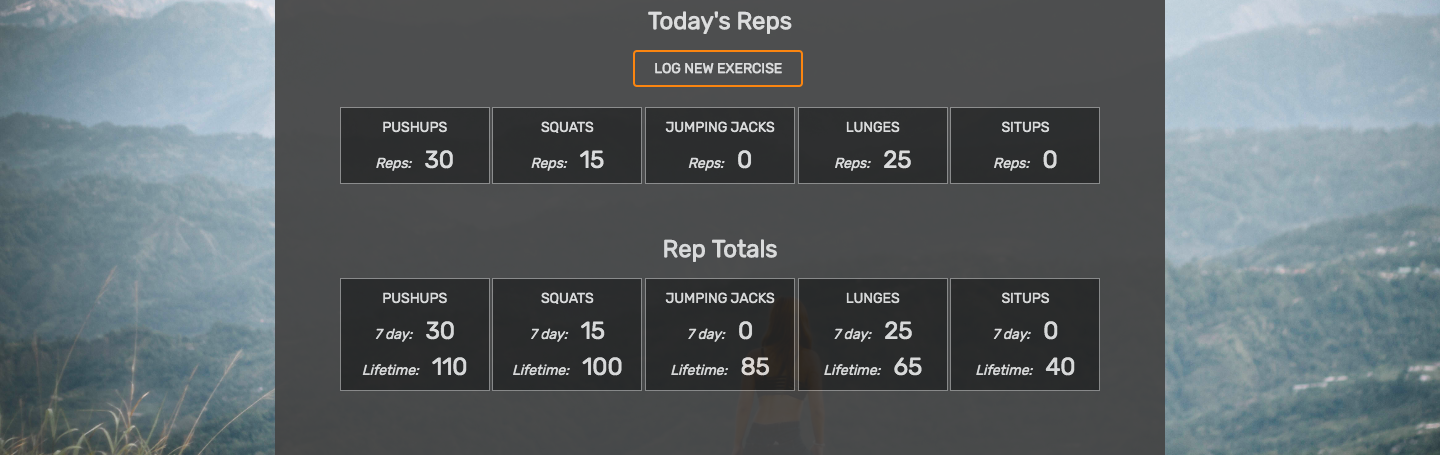 Today's Reps
LOG NEW EXERCISE
PUSHUPS SQUATS JUMPING JACKS LUNGES SITUPS
Reps: 30 Reps: 15 Reps: 0 Reps: 25 Reps: 0
Rep Totals
PUSHUPS SQUATS JUMPING JACKS LUNGES SITUPS
7 day: 30 7 day: 15 7 day: 0 7 day: 25 7 day: 0
Lifetime: 110 Lifetime: 100 Lifetime: 85 Lifetime: 65 Lifetime: 40